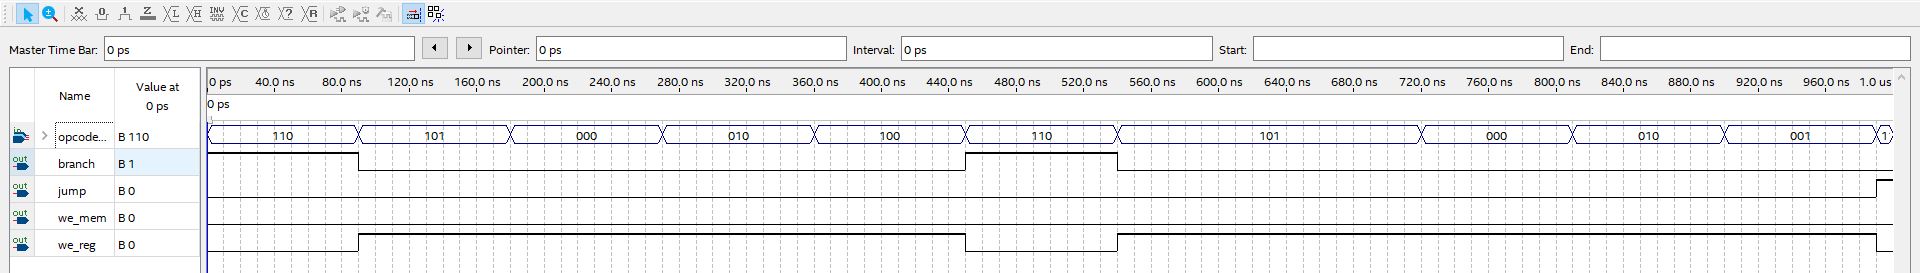 INV
Master Time Bar: 0 ps Pointer: 0 ps Interval: 0 ps Start: End:
Name Value at 0 ps
0 ps 40.0 ns 80.0 ns 120.0 ns 160.0 ns 200.0 ns 240.0 ns 280.0 ns 320.0 ns 360.0 ns 400.0 ns 440.0 ns 480.0 ns 520.0 ns 560.0 ns 600.0 ns 640.0 ns 680.0 ns 720.0 ns 760.0 ns 800.0 ns 840.0 ns 880.0 ns 920.0 ns 960.0 ns 1.0 us
0 ps
in opcode... B 110 110 101 000 010 100 110 101 000 010 001 1
out branch B 1
out jump B 0
out we_mem B 0
out we_reg B 0